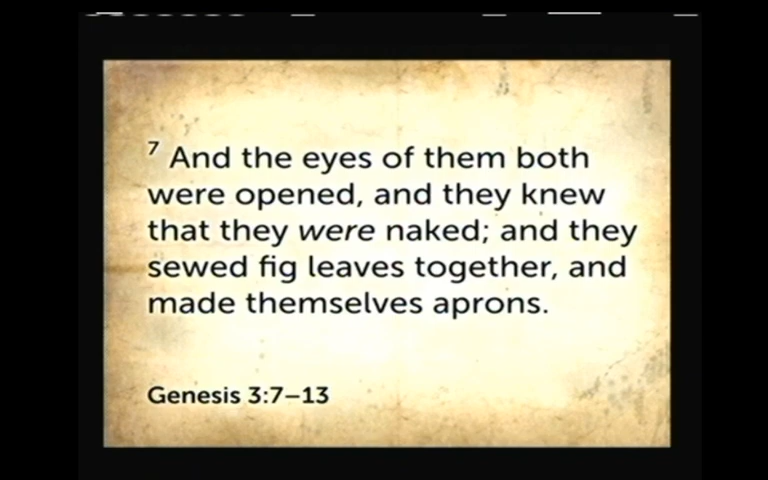 7 And the eyes of them both
were opened, and they knew
that they were naked; and they
sewed fig leaves together, and
made themselves aprons.
Genesis 3:7–13